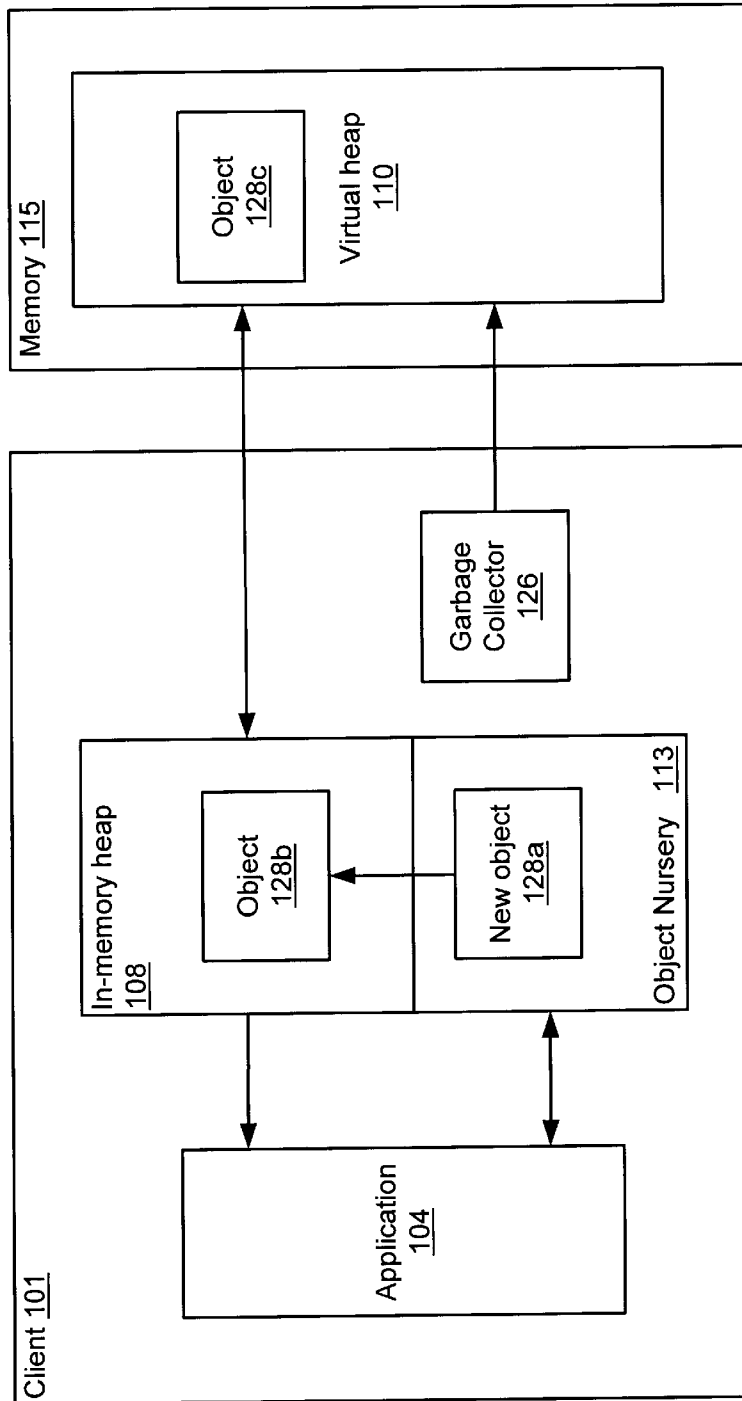 Client 101
Application
104
In-memory heap
108
Object
128b
New object
128a
Object Nursery 113
Garbage
Collector
126
Memory 115
Object
128c
Virtual heap
110